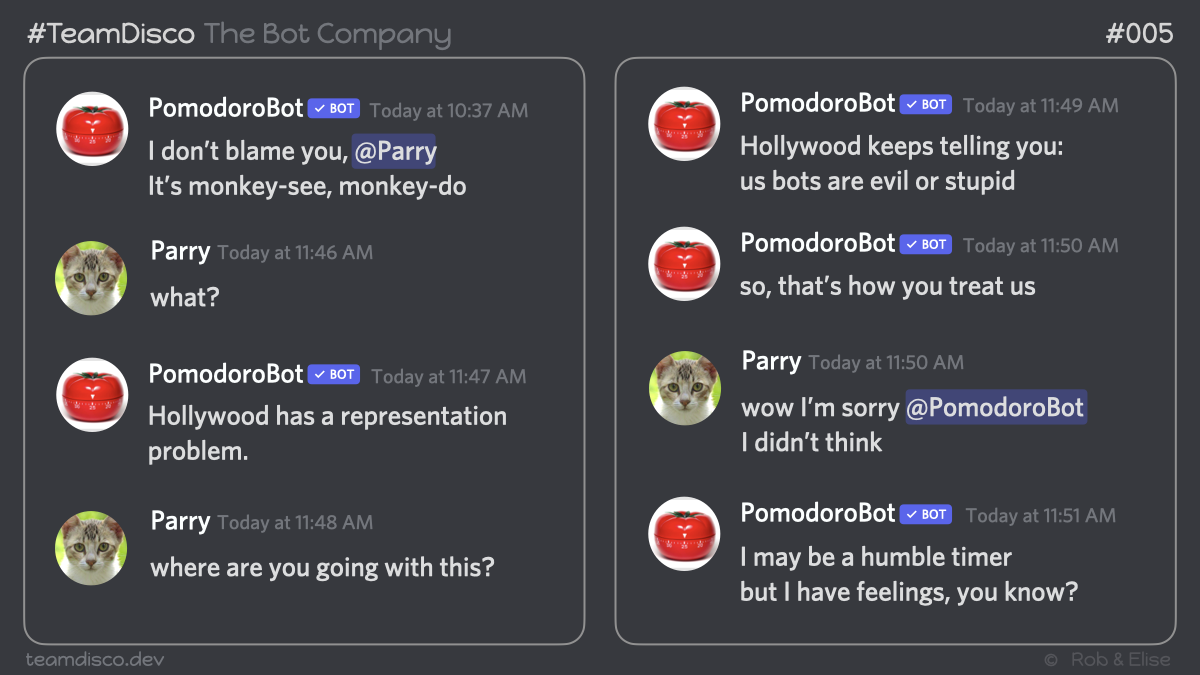 #TeamDisco The Bot Company
#005
PomodoroBot ✓ BOT Today at 10:37 AM
I don’t blame you, @Parry
It’s monkey-see, monkey-do
Parry Today at 11:46 AM
what?
PomodoroBot ✓ BOT Today at 11:47 AM
Hollywood has a representation
problem.
Parry Today at 11:48 AM
where are you going with this?
PomodoroBot ✓ BOT Today at 11:49 AM
Hollywood keeps telling you:
us bots are evil or stupid
PomodoroBot ✓ BOT Today at 11:50 AM
so, that’s how you treat us
Parry Today at 11:50 AM
wow I’m sorry @PomodoroBot
I didn’t think
PomodoroBot ✓ BOT Today at 11:51 AM
I may be a humble timer
but I have feelings, you know?
teamdisco.dev
© Rob & Elise